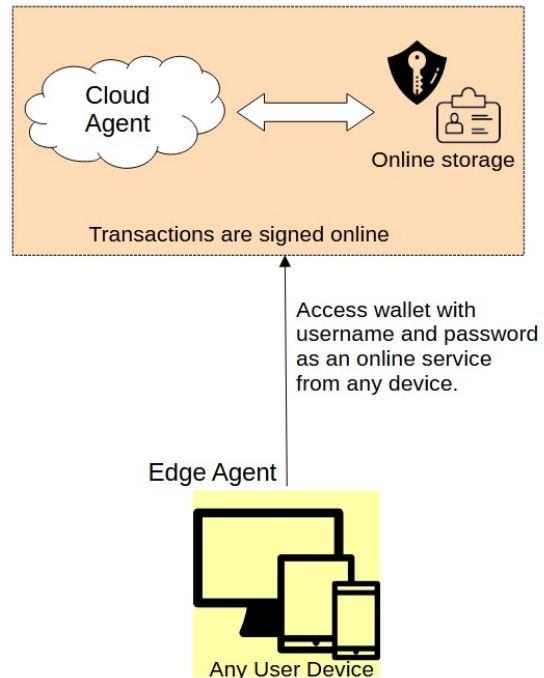 Cloud
Agent
Online storage
Transactions are signed online
Access wallet with
username and password
as an online service
from any device.
Edge Agent
Any User Device